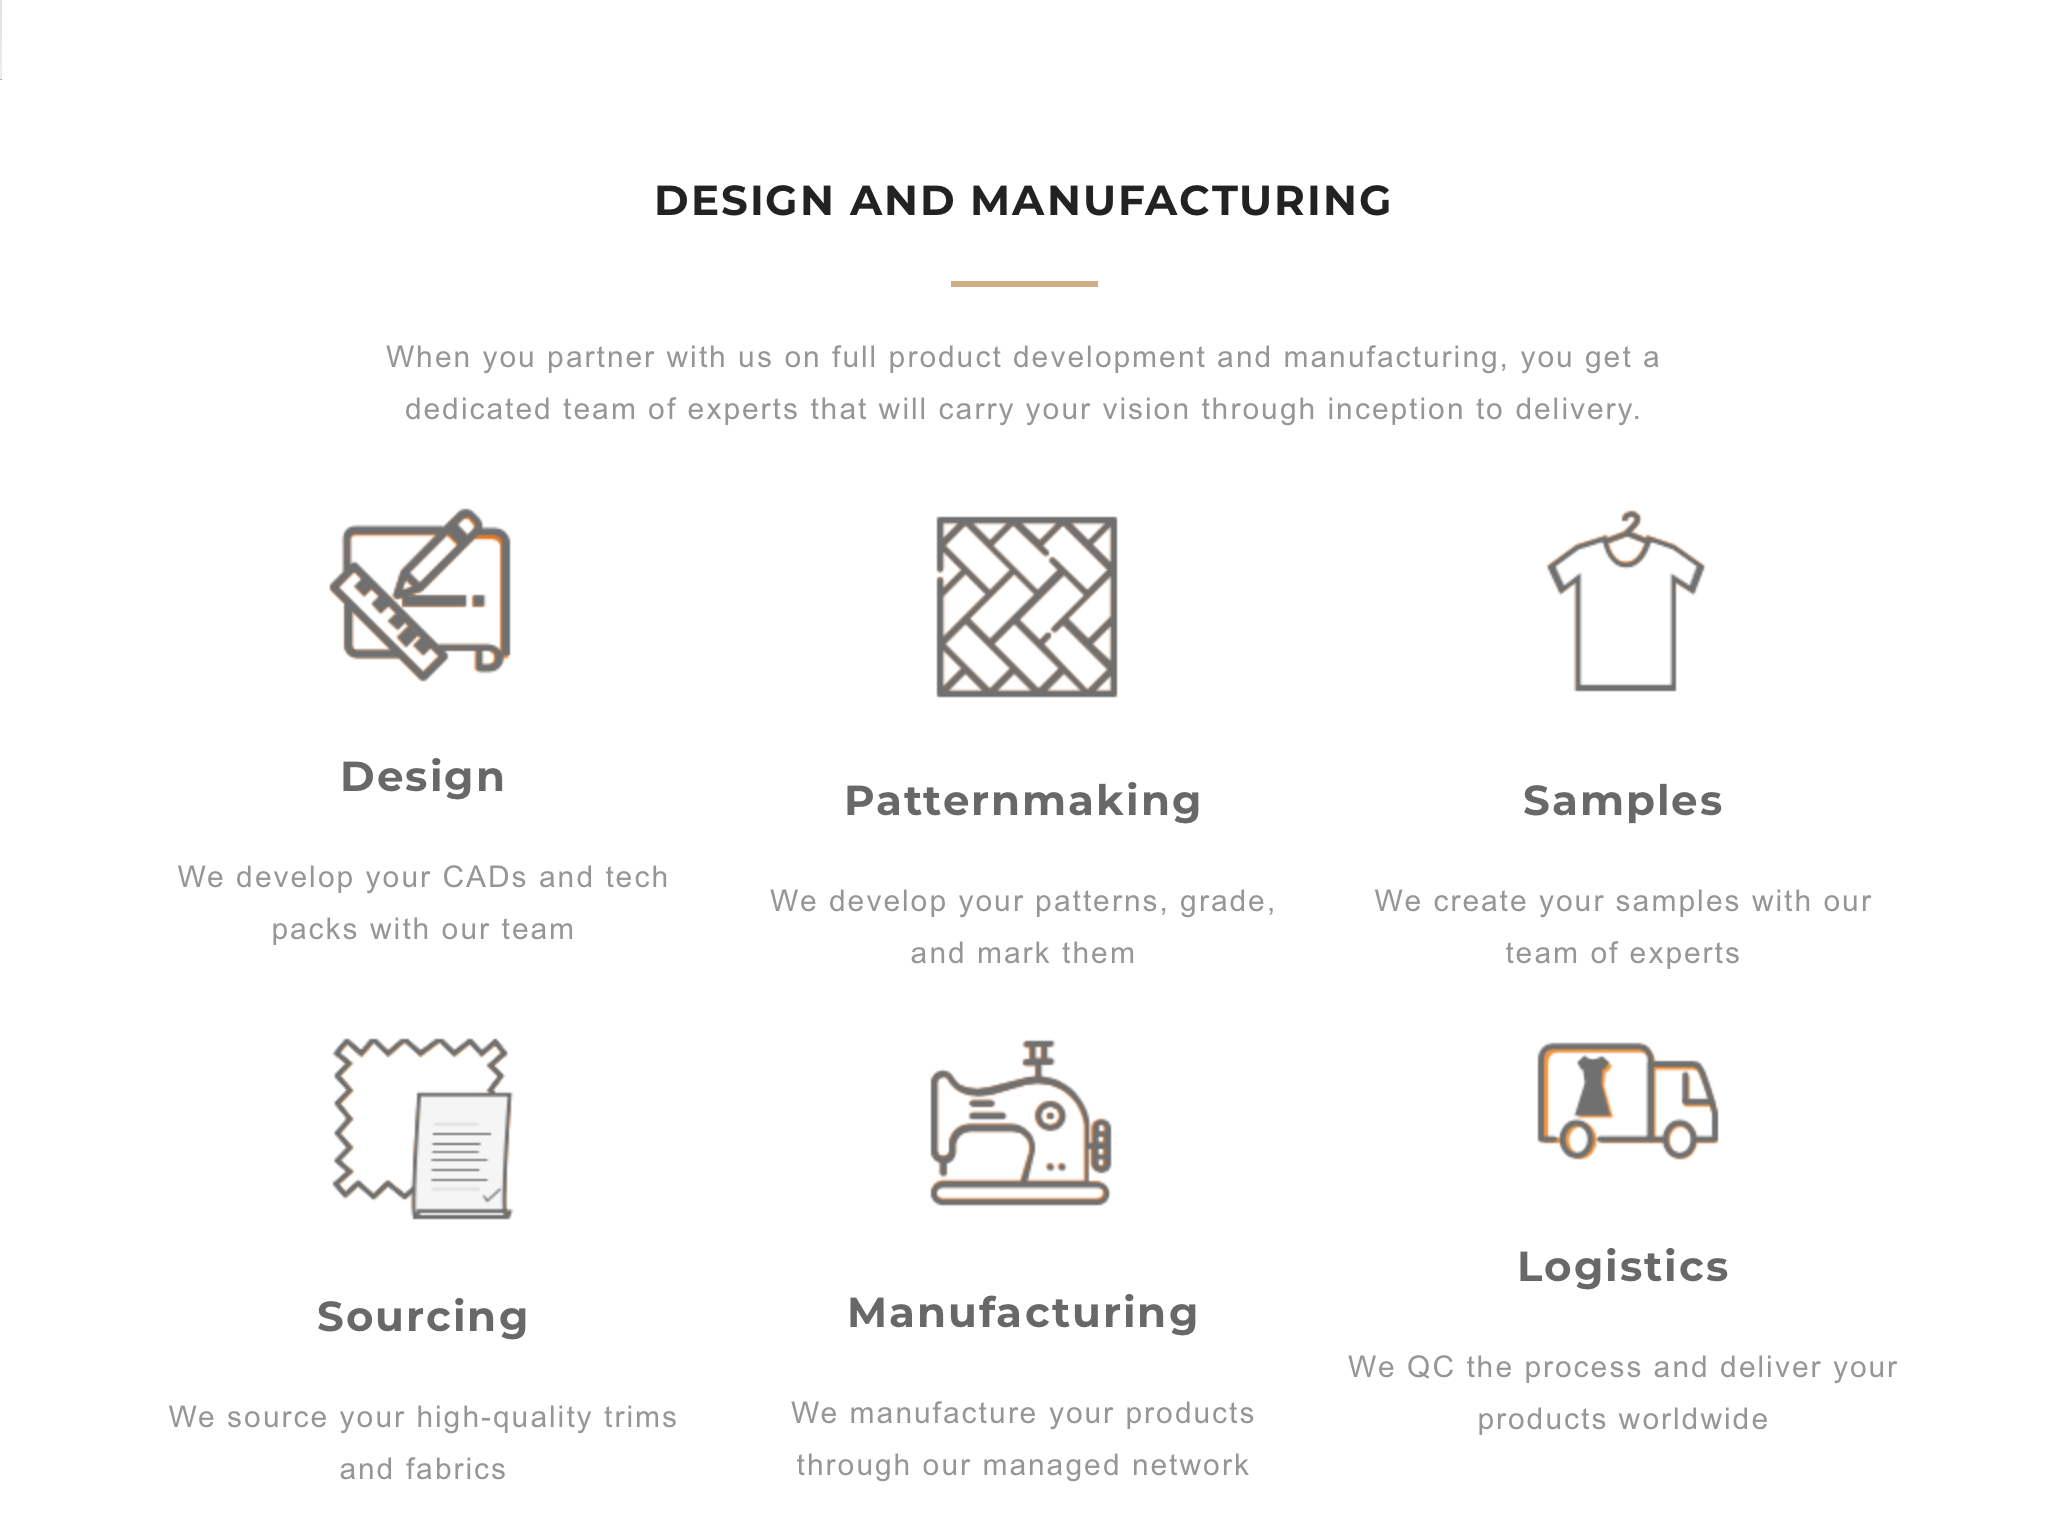 DESIGN AND MANUFACTURING
When you partner with us on full product development and manufacturing, you get a
dedicated team of experts that will carry your vision through inception to delivery.
Design
We develop your CADs and tech
packs with our team
Patternmaking
We develop your patterns, grade,
and mark them
Samples
We create your samples with our
team of experts
Sourcing
We source your high-quality trims
and fabrics
Manufacturing
We manufacture your products
through our managed network
Logistics
We QC the process and deliver your
products worldwide